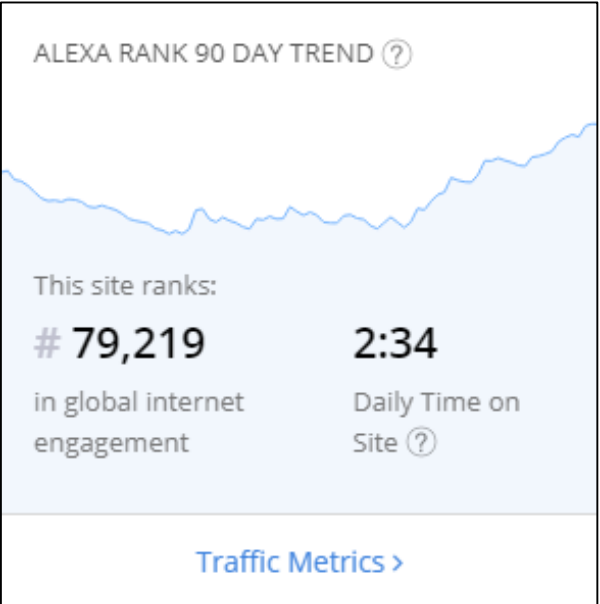 ALEXA RANK 90 DAY TREND ?
This site ranks:
# 79,219
in global internet
engagement
2:34
Daily Time on
Site ?
Traffic Metrics >